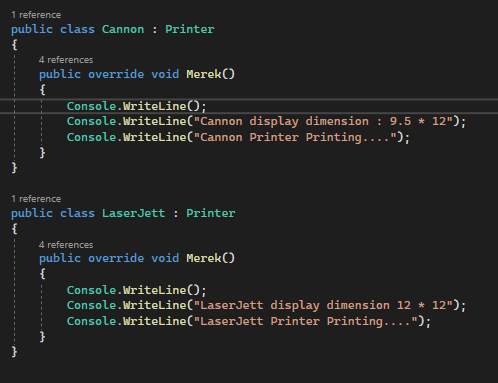 1 reference
public class Cannon : Printer
{
4 references
public override void Merek()
{
Console.WriteLine();
Console.WriteLine("Cannon display dimension : 9.5 * 12");
Console.WriteLine("Cannon Printer Printing....");
}
}
1 reference
public class LaserJett : Printer
{
4 references
public override void Merek()
{
Console.WriteLine();
Console.WriteLine("LaserJett display dimension 12 * 12");
Console.WriteLine("LaserJett Printer Printing....");
}
}